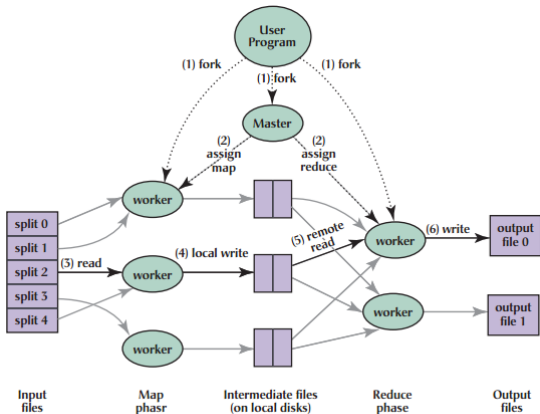 User
Program
(1) fork
(1) fork
(1) fork
Master
(2)
assign
map
(2)
assign
reduce
worker
split 0
split 1
split 2
split 3
split 4
(3) read
worker
(4) local write
(5) remote
read
worker
(6) write
output
file 0
worker
output
file 1
worker
Input
files
Map
phasr
Intermediate files
(on local disks)
Reduce
phase
Output
files